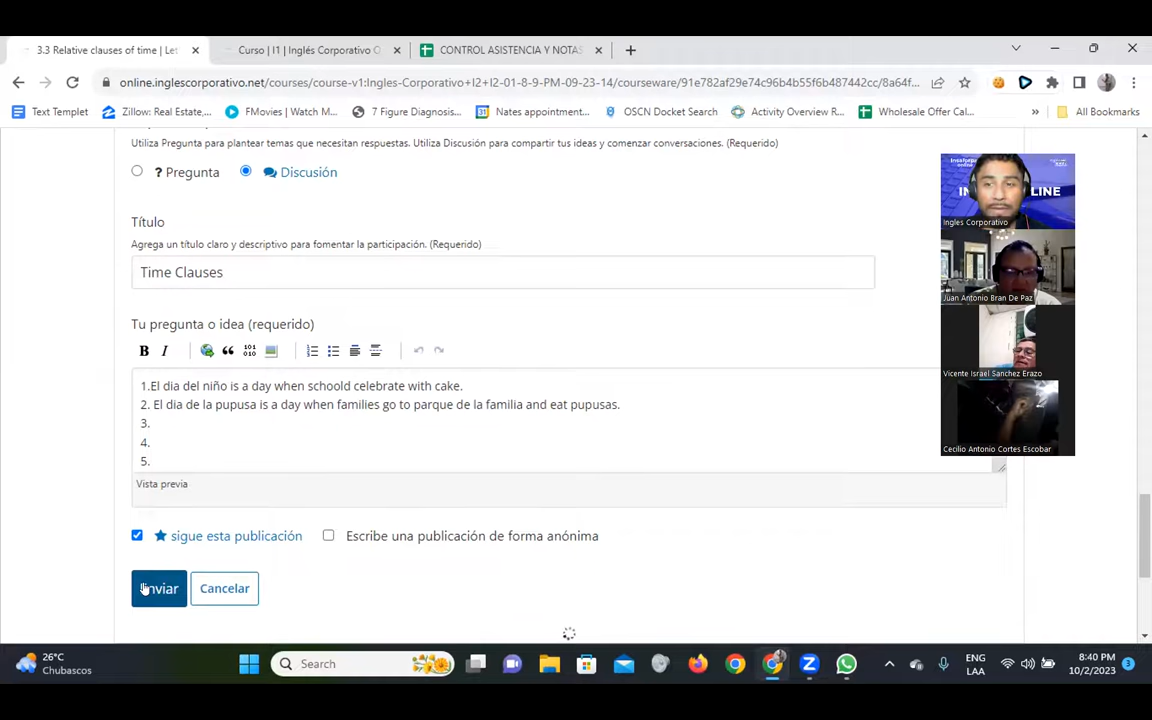 3.3 Relative clauses of time | Let
Curso | I1 | Inglés Corporativo O
CONTROL ASISTENCIA Y NOTAS
online.inglescorporativo.net/courses/course-v1:Ingles-Corporativo+I2+I2-01-8-9-PM-09-23-14/courseware/91e782af29e74c96b4b55f6b487442cc/8a64f...
Text Templet
Zillow: Real Estate,...
FMovies | Watch M...
7 Figure Diagnosis...
Nates appointment...
OSCN Docket Search
Activity Overview R...
Wholesale Offer Cal...
»
All Bookmarks
Utiliza Pregunta para plantear temas que necesitan respuestas. Utiliza Discusión para compartir tus ideas y comenzar conversaciones. (Requerido)
? Pregunta
Discusión
Título
Agrega un título claro y descriptivo para fomentar la participación. (Requerido)
Time Clauses
Tu pregunta o idea (requerido)
B I
1.El dia del niño is a day when schoold celebrate with cake.
2. El dia de la pupusa is a day when families go to parque de la familia and eat pupusas.
3.
4.
5.
Vista previa
sigue esta publicación
Escribe una publicación de forma anónima
Enviar
Cancelar
Ingles Corporativo
Juan Antonio Bran De Paz
Vicente Israel Sanchez Erazo
Cecilio Antonio Cortes Escobar
26°C
Chubascos
Search
ENG
LAA
8:40 PM
10/2/2023
3